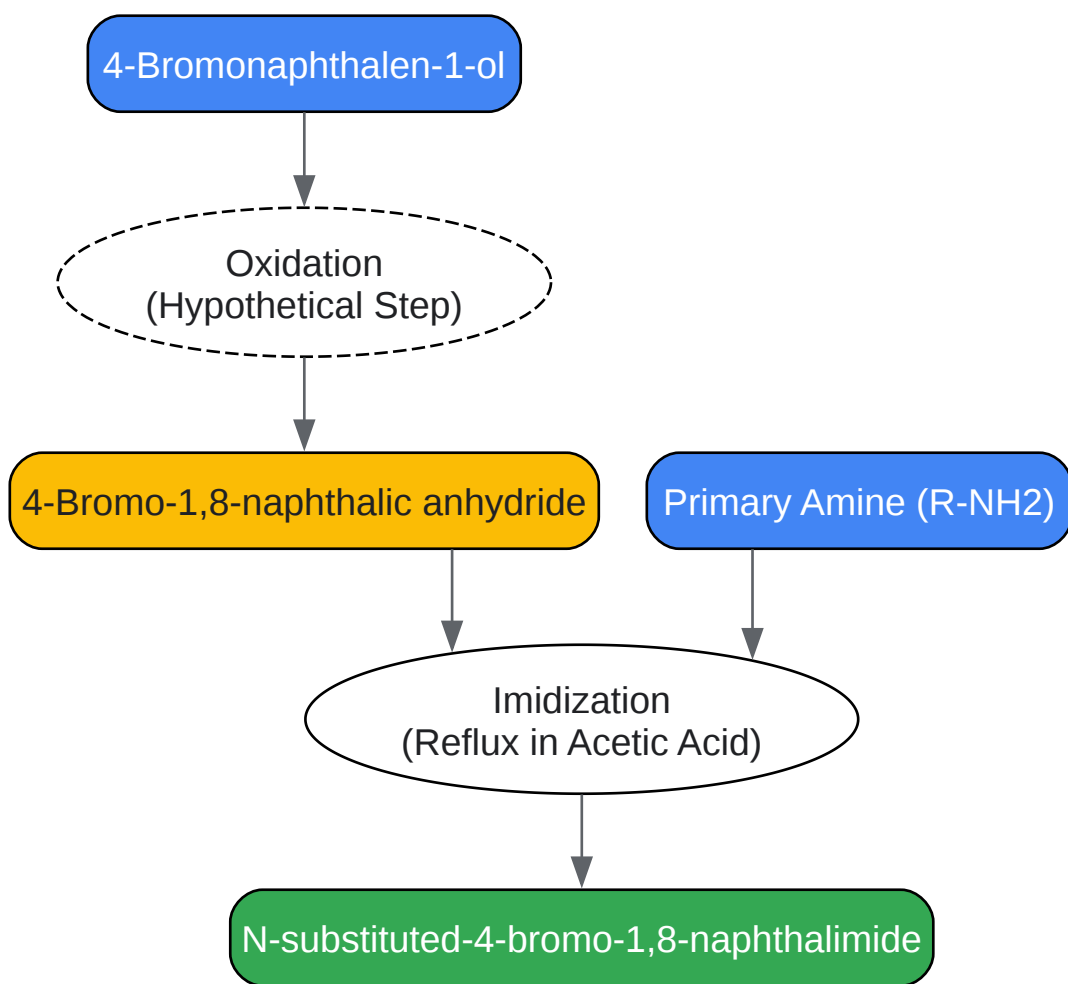 4-Bromonaphthalen-1-ol
Oxidation
(Hypothetical Step)
4-Bromo-1,8-naphthalic anhydride
Primary Amine (R-NH2)
Imidization
(Reflux in Acetic Acid)
N-substituted-4-bromo-1,8-naphthalimide